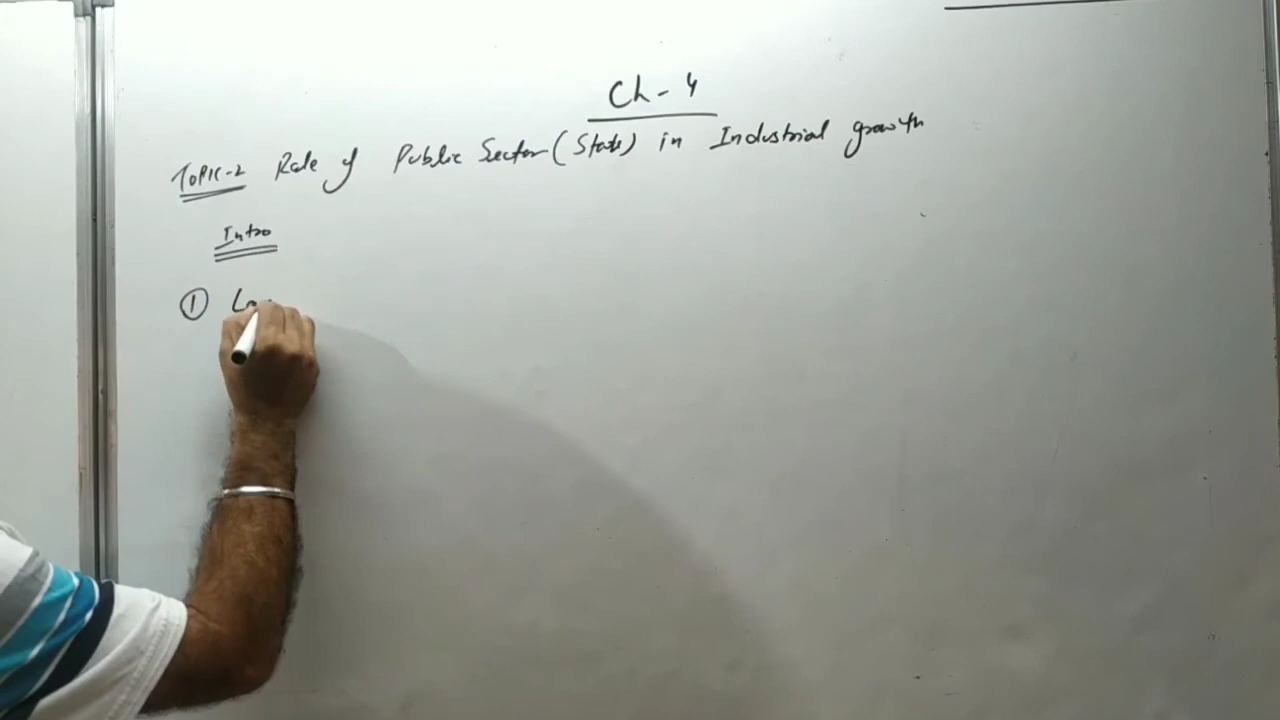 Ch - 4
TOPIC-2 Role of Public Sector (State) in Industrial growth
Intro
①